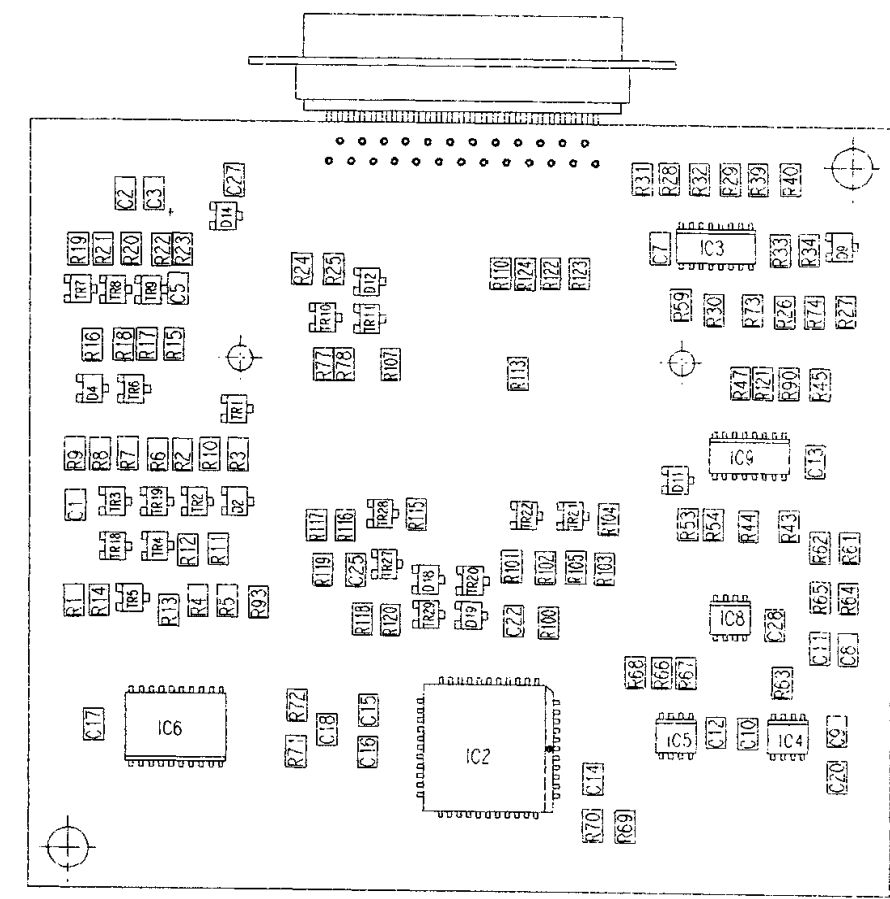 C2 C3 C27 R31 R28 R32 R29 R39 R40
D14
R19 R21 R20 R22 R23 C7 IC3 R33 R34 D9
R24 R25 D12 R110 R124 R122 R123
TR7 TR8 TR9 C5
TR10 TR11 R59 R30 R73 R26 R74 R27
R16 R18 R17 R15
R77 R78 R107 R113
D4 TR6 R47 R121 R90 R45
TR1
R9 R8 R7 R6 R2 R10 R3 IC9 C13
D11
C1 TR3 TR19 TR2 D2
R117 R116 TR28 R115 TR22 TR21 R104 R53 R54 R44 R43
TR18 TR4 R12 R11 R62 R61
R119 C25 TR27 D18 TR20 R101 R102 R105 R103
R1 R14 TR5 R13 R4 R5 R93 R65 R64
R118 R120 TR29 D19 C22 R100 IC8 C28
C11 C6
R68 R66 R67 R63
C17 IC6 R72 C18 C15 IC5 C12 C10 IC4 C9
R71 C16 IC2
C14 C20
R70 R69